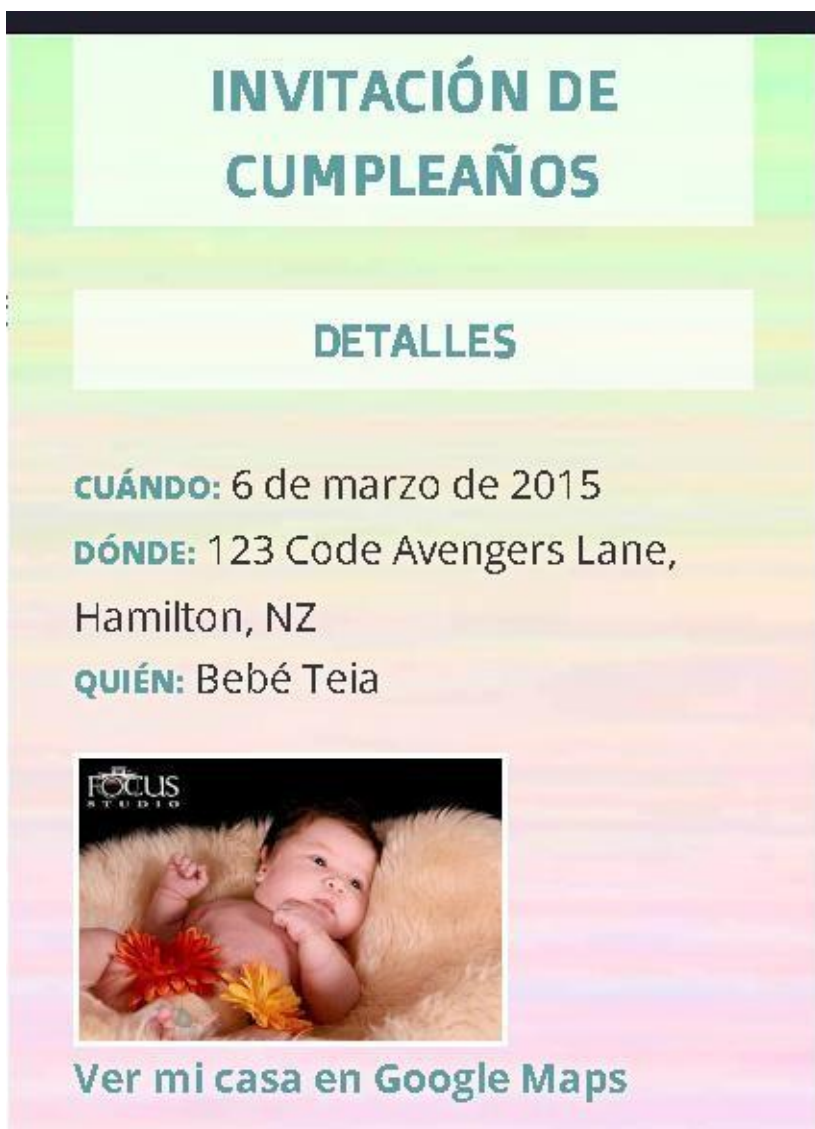 INVITACIÓN DE
CUMPLEAÑOS
DETALLES
CUÁNDO: 6 de marzo de 2015
DÓNDE: 123 Code Avengers Lane,
Hamilton, NZ
QUIÉN: Bebé Teia
FOCUS
STUDIO
Ver mi casa en Google Maps